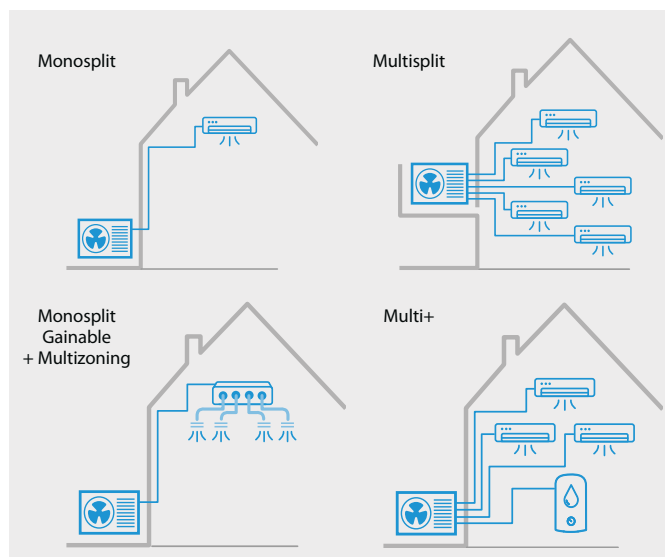 Monosplit
Multisplit
Monosplit
Gainable
+ Multizoning
Multi+